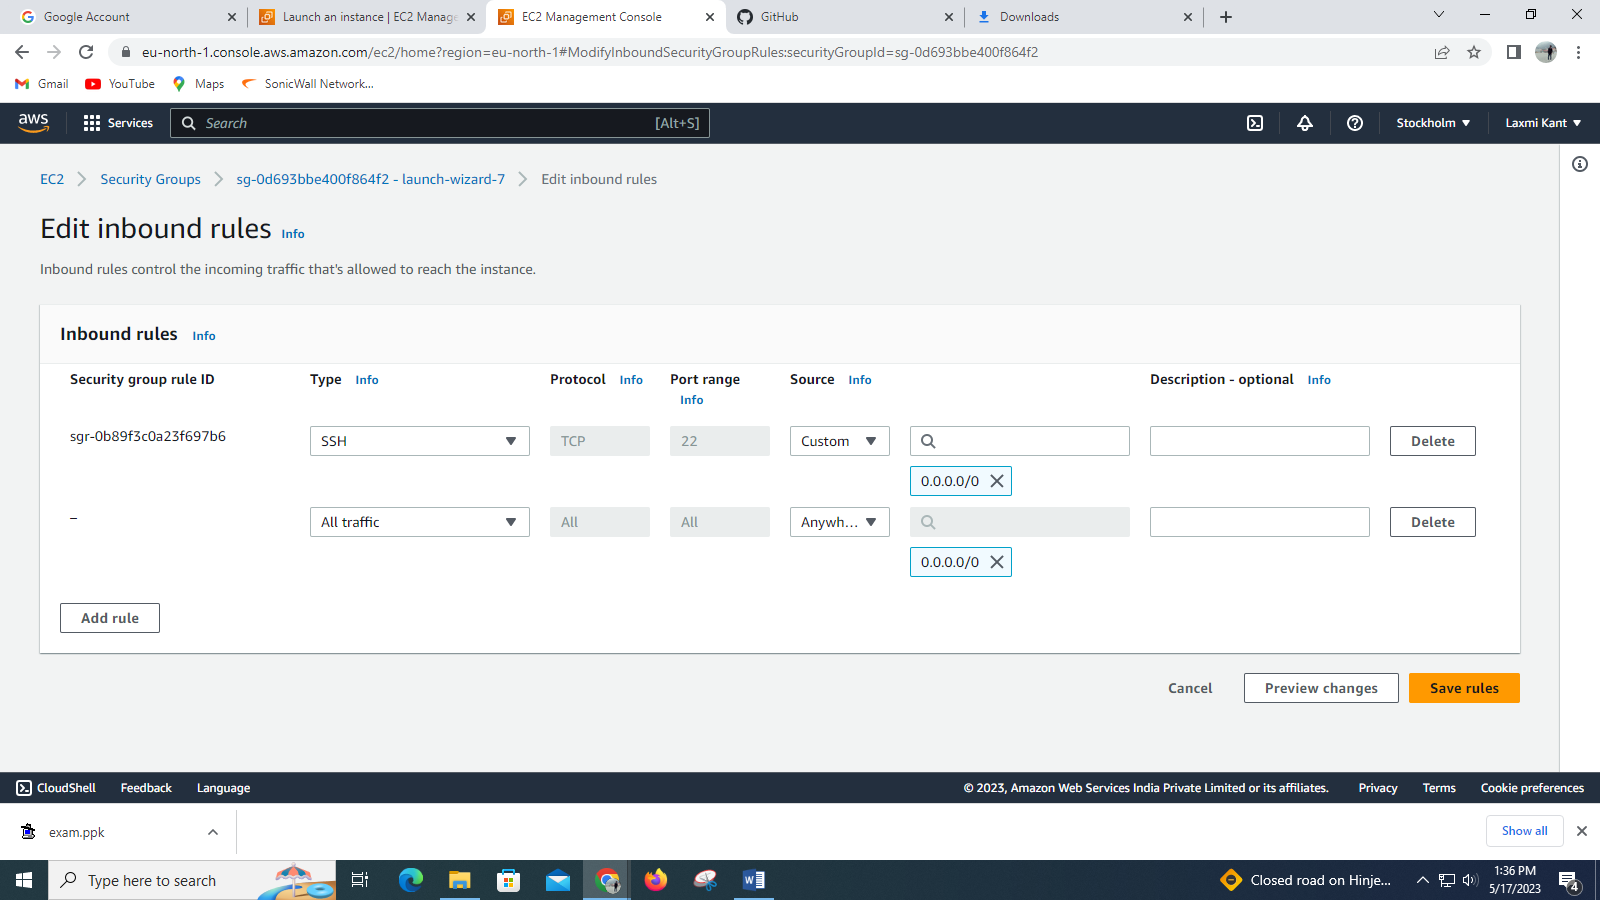 Google Account
Launch an instance | EC2 Manage
EC2 Management Console
GitHub
Downloads
eu-north-1.console.aws.amazon.com/ec2/home?region=eu-north-1#ModifyInboundSecurityGroupRules:securityGroupId=sg-0d693bbe400f864f2
Gmail YouTube Maps SonicWall Network...
aws Services Search [Alt+S] Stockholm Laxmi Kant
EC2 Security Groups sg-0d693bbe400f864f2 - launch-wizard-7 Edit inbound rules
Edit inbound rules Info
Inbound rules control the incoming traffic that's allowed to reach the instance.
Inbound rules Info
Security group rule ID Type Info Protocol Info Port range Source Info Description - optional Info
Info
sgr-0b89f3c0a23f697b6 SSH TCP 22 Custom Delete
0.0.0.0/0
– All traffic All All Anywh... Delete
0.0.0.0/0
Add rule
Cancel Preview changes Save rules
CloudShell Feedback Language © 2023, Amazon Web Services India Private Limited or its affiliates. Privacy Terms Cookie preferences
exam.ppk Show all
Type here to search Closed road on Hinje... 1:36 PM
5/17/2023 4